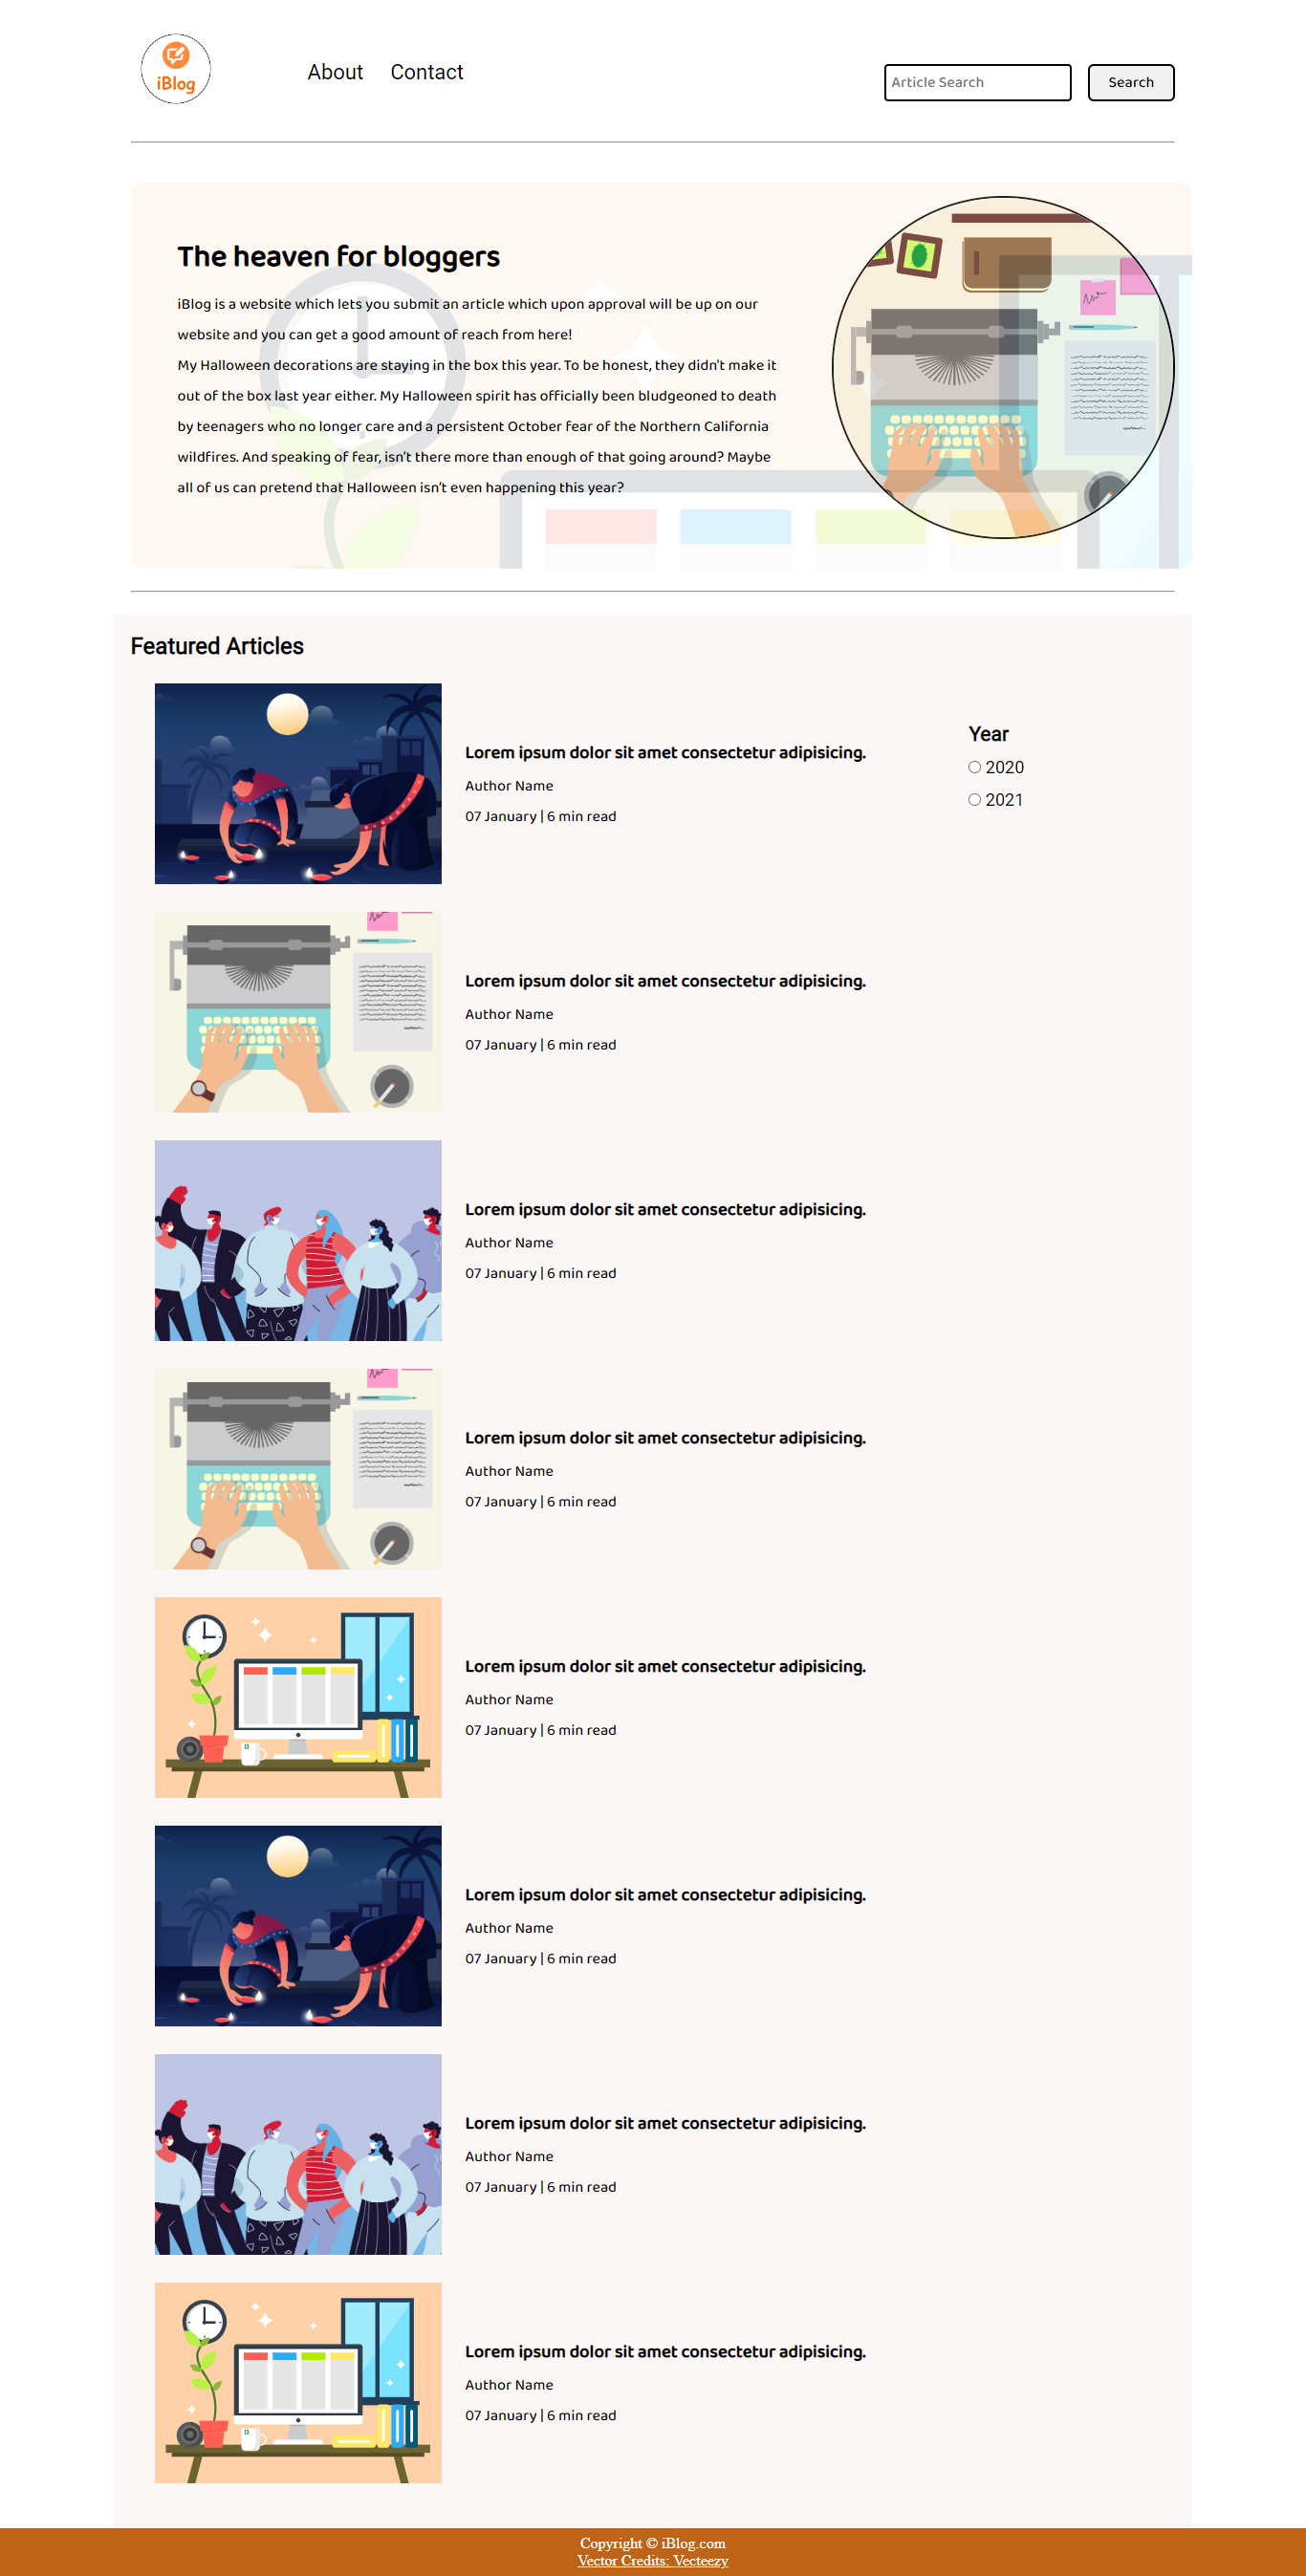 iBlog
About
Contact
Article Search
Search
The heaven for bloggers
iBlog is a website which lets you submit an article which upon approval will be up on our
website and you can get a good amount of reach from here!
My Halloween decorations are staying in the box this year. To be honest, they didn't make it
out of the box last year either. My Halloween spirit has officially been bludgeoned to death
by teenagers who no longer care and a persistent October fear of the Northern California
wildfires. And speaking of fear, isn't there more than enough of that going around? Maybe
all of us can pretend that Halloween isn't even happening this year?
Featured Articles
Lorem ipsum dolor sit amet consectetur adipisicing.
Author Name
07 January | 6 min read
Year
2020
2021
Lorem ipsum dolor sit amet consectetur adipisicing.
Author Name
07 January | 6 min read
Lorem ipsum dolor sit amet consectetur adipisicing.
Author Name
07 January | 6 min read
Lorem ipsum dolor sit amet consectetur adipisicing.
Author Name
07 January | 6 min read
Lorem ipsum dolor sit amet consectetur adipisicing.
Author Name
07 January | 6 min read
Lorem ipsum dolor sit amet consectetur adipisicing.
Author Name
07 January | 6 min read
Lorem ipsum dolor sit amet consectetur adipisicing.
Author Name
07 January | 6 min read
Lorem ipsum dolor sit amet consectetur adipisicing.
Author Name
07 January | 6 min read
Copyright © iBlog.com
Vector Credits: Vecteezy